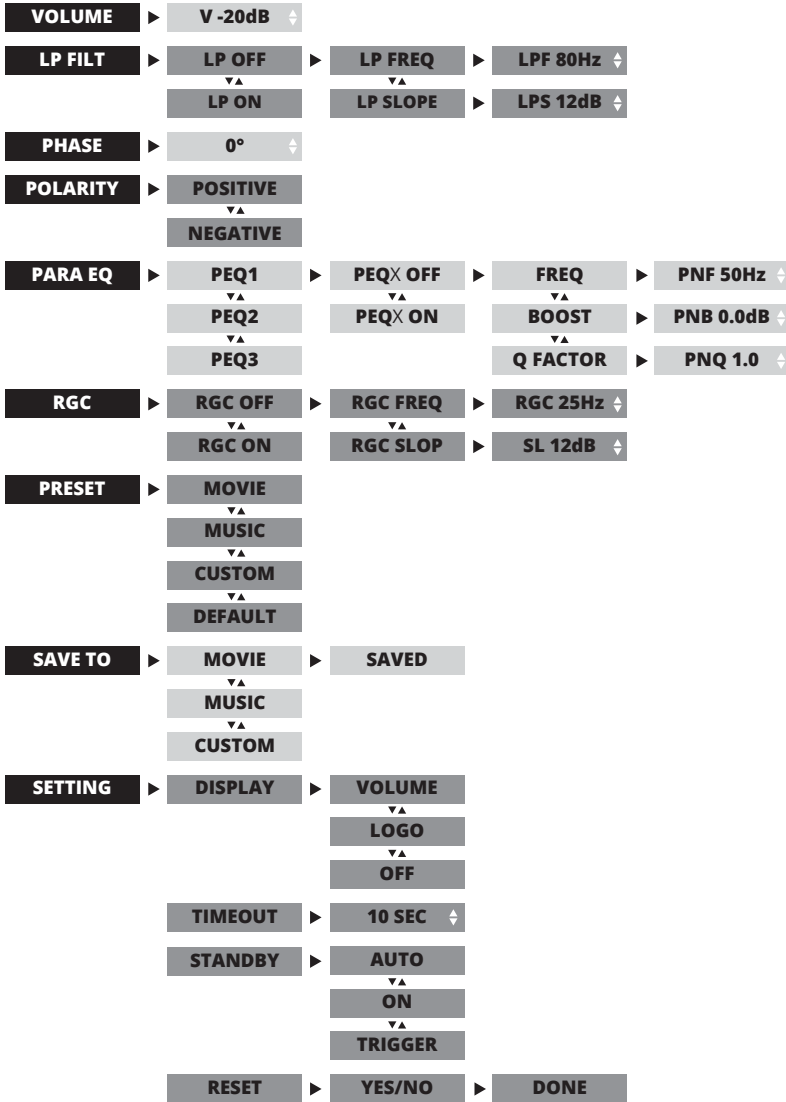 VOLUME V -20dB
LP FILT LP OFF LP FREQ LPF 80Hz
LP ON LP SLOPE LPS 12dB
PHASE 0°
POLARITY POSITIVE
NEGATIVE
PARA EQ PEQ1 PEQX OFF FREQ PNF 50Hz
PEQ2 PEQX ON BOOST PNB 0.0dB
PEQ3 Q FACTOR PNQ 1.0
RGC RGC OFF RGC FREQ RGC 25Hz
RGC ON RGC SLOP SL 12dB
PRESET MOVIE
MUSIC
CUSTOM
DEFAULT
SAVE TO MOVIE SAVED
MUSIC
CUSTOM
SETTING DISPLAY VOLUME
LOGO
OFF
TIMEOUT 10 SEC
STANDBY AUTO
ON
TRIGGER
RESET YES/NO DONE